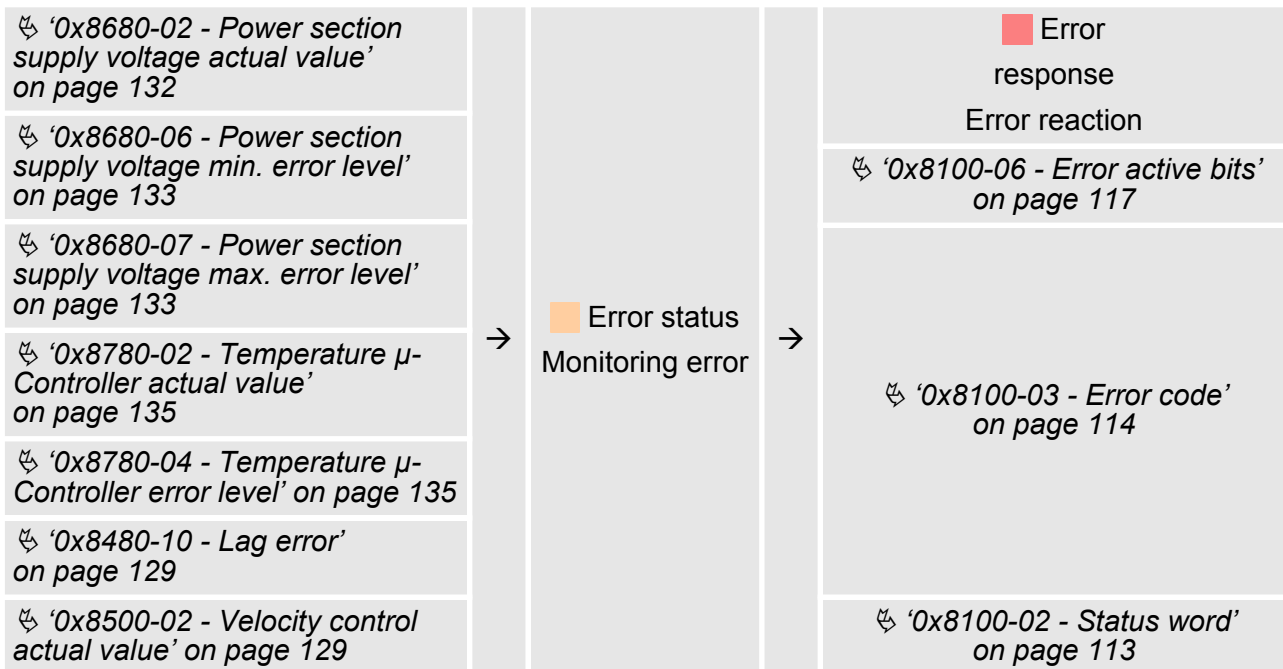 ↳ '0x8680-02 - Power section
supply voltage actual value’
on page 132
↳ '0x8680-06 - Power section
supply voltage min. error level’
on page 133
↳ '0x8680-07 - Power section
supply voltage max. error level’
on page 133
↳ '0x8780-02 - Temperature μ-
Controller actual value’
on page 135
↳ '0x8780-04 - Temperature μ-
Controller error level’ on page 135
↳ '0x8480-10 - Lag error’
on page 129
↳ '0x8500-02 - Velocity control
actual value’ on page 129
→
Error status
Monitoring error
→
Error
response
Error reaction
↳ '0x8100-06 - Error active bits’
on page 117
↳ '0x8100-03 - Error code’
on page 114
↳ '0x8100-02 - Status word’
on page 113